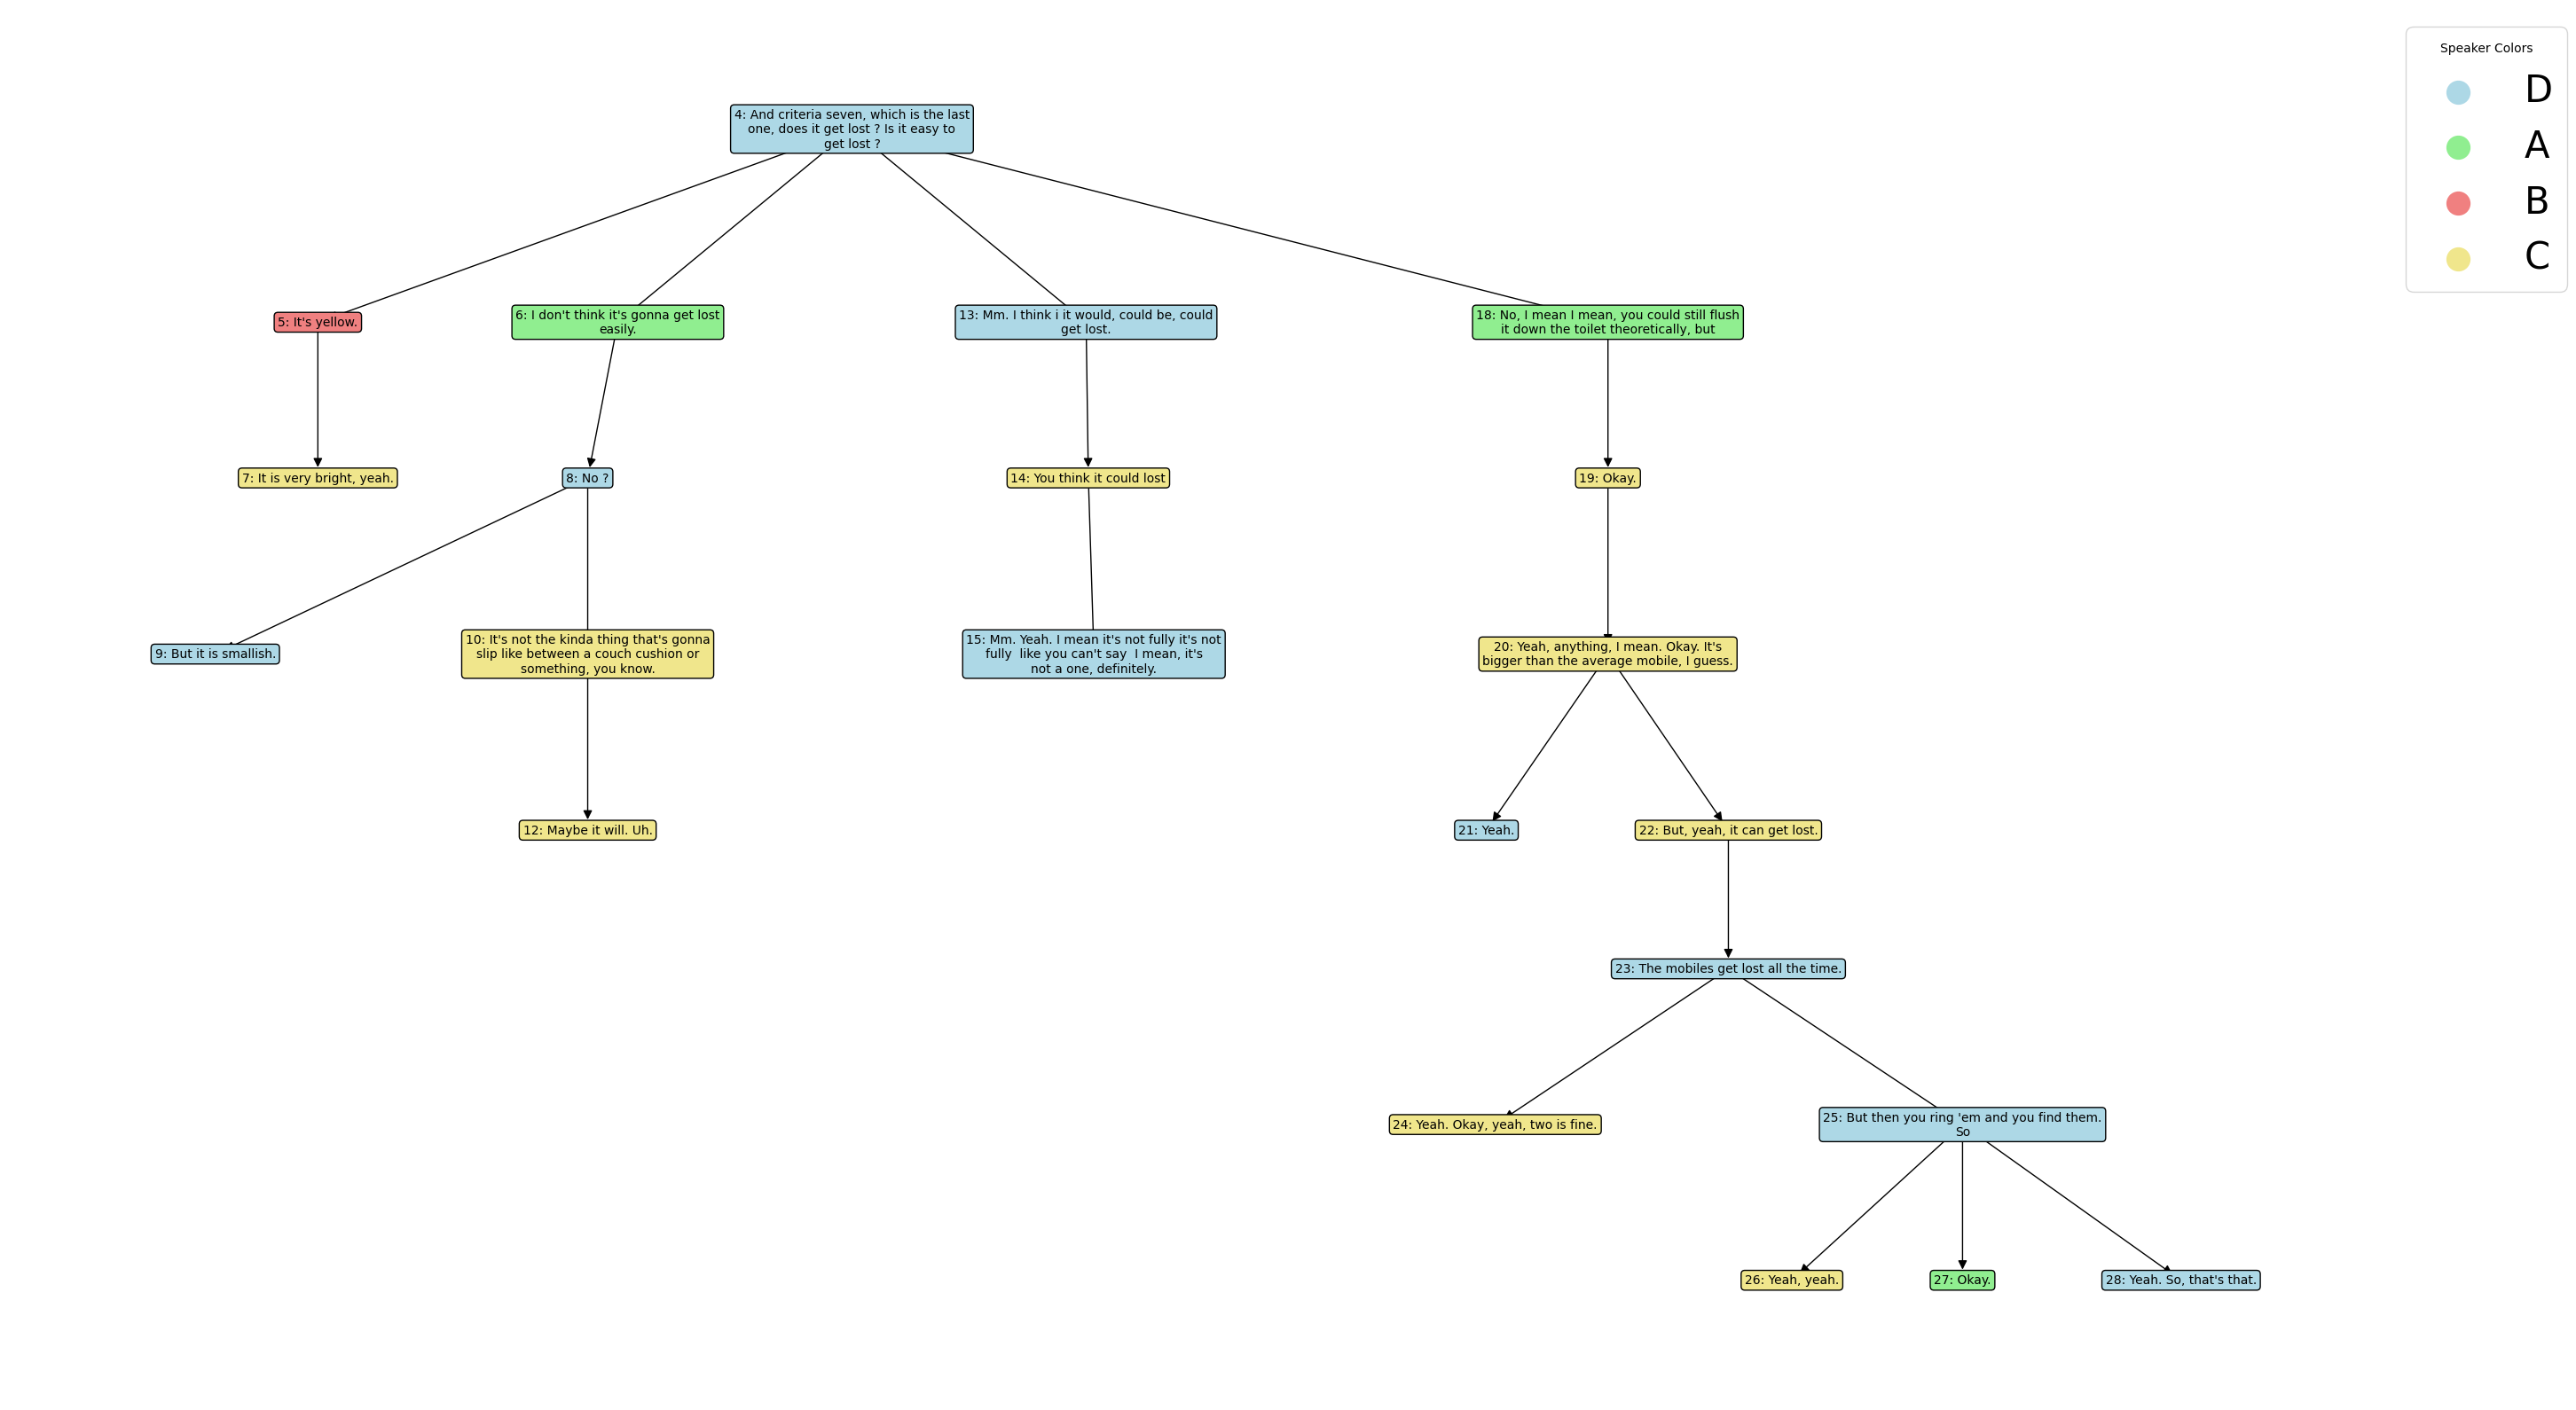 Speaker Colors
D
A
B
C
4: And criteria seven, which is the last
one, does it get lost ? Is it easy to
get lost ?
5: It's yellow.
6: I don't think it's gonna get lost
easily.
13: Mm. I think i it would, could be, could
get lost.
18: No, I mean I mean, you could still flush
it down the toilet theoretically, but
7: It is very bright, yeah.
8: No ?
14: You think it could lost
19: Okay.
9: But it is smallish.
10: It's not the kinda thing that's gonna
slip like between a couch cushion or
something, you know.
15: Mm. Yeah. I mean it's not fully it's not
fully  like you can't say  I mean, it's
not a one, definitely.
20: Yeah, anything, I mean. Okay. It's
bigger than the average mobile, I guess.
12: Maybe it will. Uh.
21: Yeah.
22: But, yeah, it can get lost.
23: The mobiles get lost all the time.
24: Yeah. Okay, yeah, two is fine.
25: But then you ring 'em and you find them.
So
26: Yeah, yeah.
27: Okay.
28: Yeah. So, that's that.